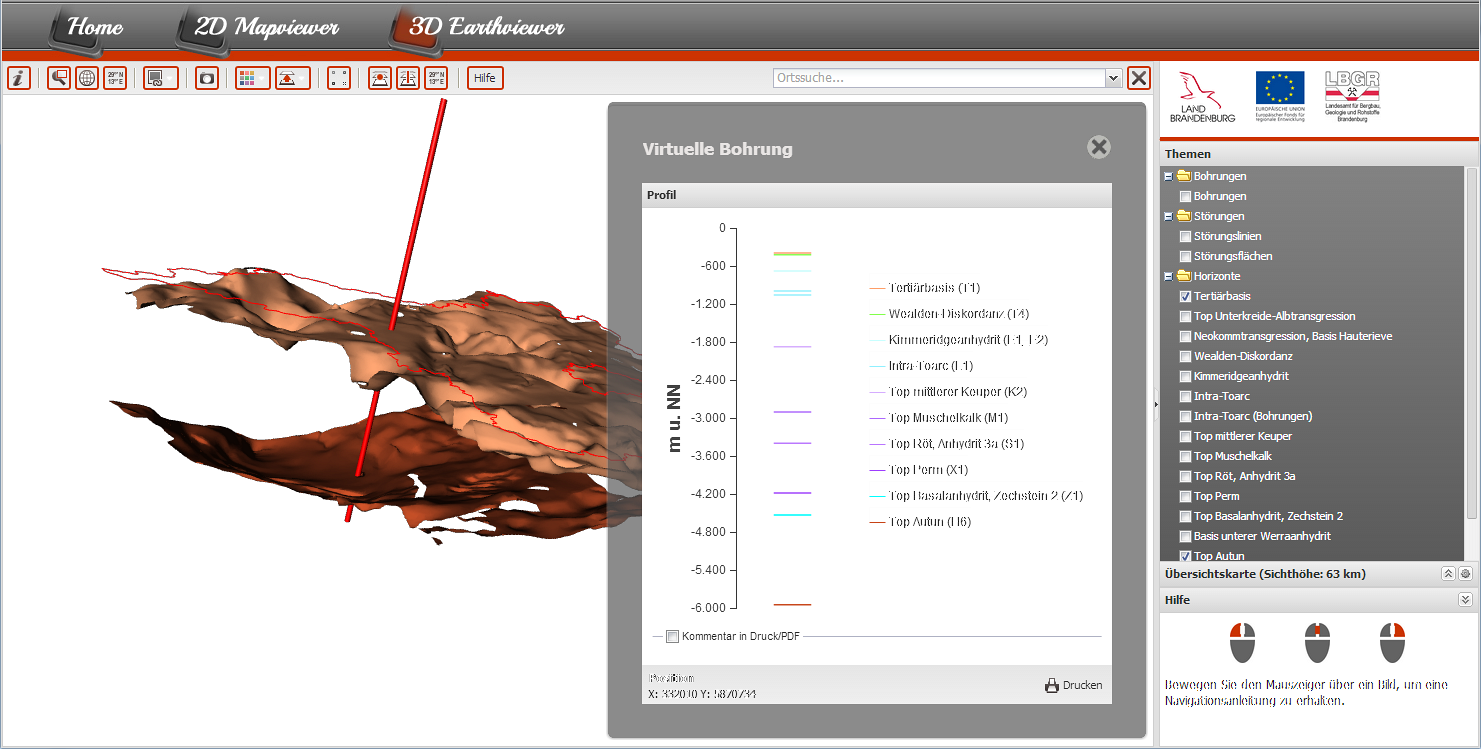 Home
2D Mapviewer
3D Earthviewer
Hilfe
Ortssuche...
LAND
BRANDENBURG
EUROPÄISCHE UNION
Europäischer Fonds für
regionale Entwicklung
LBGR
Landesamt für Bergbau,
Geologie und Rohstoffe
Brandenburg
Virtuelle Bohrung
Profil
0
-600
-1.200
-1.800
-2.400
-3.000
-3.600
-4.200
-4.800
-5.400
-6.000
m u. NN
Tertiärbasis (T1)
Wealden-Diskordanz (T4)
Kimmeridgeanhydrit
Intra-Toarc
Top mittlerer Keuper (K2)
Top Muschelkalk (M1)
Top Röt, Anhydrit 3a (S1)
Top Perm (X1)
Top Basalanhydrit, Zechstein 2 (Z1)
Top Autun
Kommentar in Druck/PDF
Position
X: 332010 Y: 5870734
Drucken
Themen
Bohrungen
Bohrungen
Störungen
Störungslinien
Störungsflächen
Horizonte
Tertiärbasis
Top Unterkreide-Albtransgression
Neokommtransgression, Basis Hauterieve
Wealden-Diskordanz
Kimmeridgeanhydrit
Intra-Toarc
Intra-Toarc (Bohrungen)
Top mittlerer Keuper
Top Muschelkalk
Top Röt, Anhydrit 3a
Top Perm
Top Basalanhydrit, Zechstein 2
Basis unterer Werraanhydrit
Top Autun
Übersichtskarte (Sichthöhe: 63 km)
Hilfe
Bewegen Sie den Mauszeiger über ein Bild, um eine
Navigationsanleitung zu erhalten.